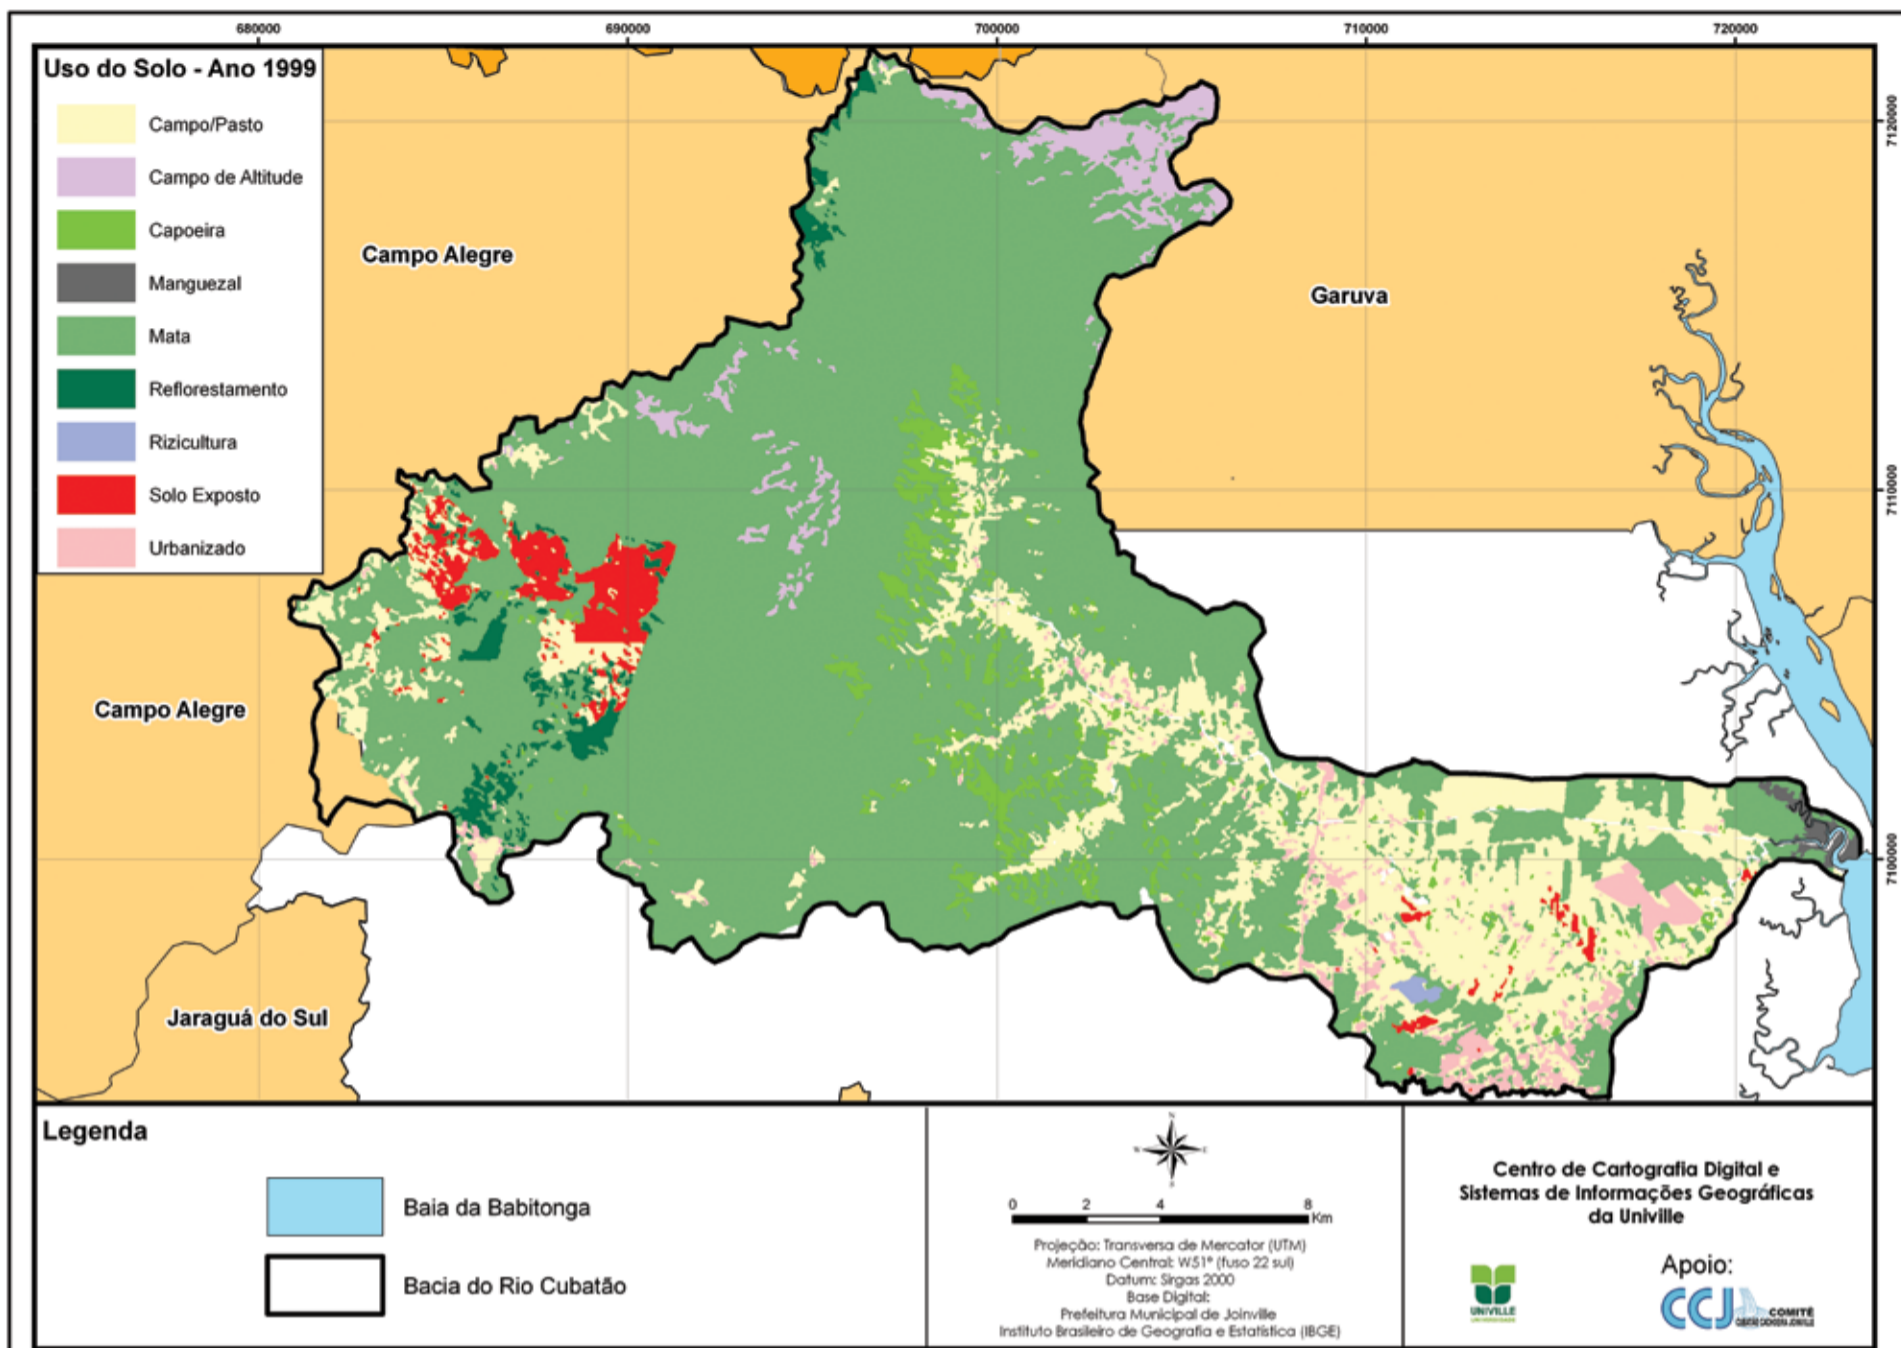 680000
690000
700000
710000
720000
Uso do Solo - Ano 1999
Campo/Pasto
Campo de Altitude
Capoeira
Manguezal
Mata
Reflorestamento
Rizicultura
Solo Exposto
Urbanizado
Campo Alegre
Garuva
Campo Alegre
Jaraguá do Sul
7120000
7110000
7100000
Legenda
Baia da Babitonga
Bacia do Rio Cubatão
N
W
E
S
0 2 4 8
Km
Projeção: Transversa de Mercator (UTM)
Meridiano Central: W51° (fuso 22 sul)
Datum: Sirgas 2000
Base Digital:
Prefeitura Municipal de Joinville
Instituto Brasileiro de Geografia e Estatística (IBGE)
Centro de Cartografia Digital e
Sistemas de Informações Geográficas
da Univille
Apoio:
UNIVILLE
UNIVERSIDADE
CCJ
COMITÊ
CUBATÃO CACHOEIRA JOINVILLE